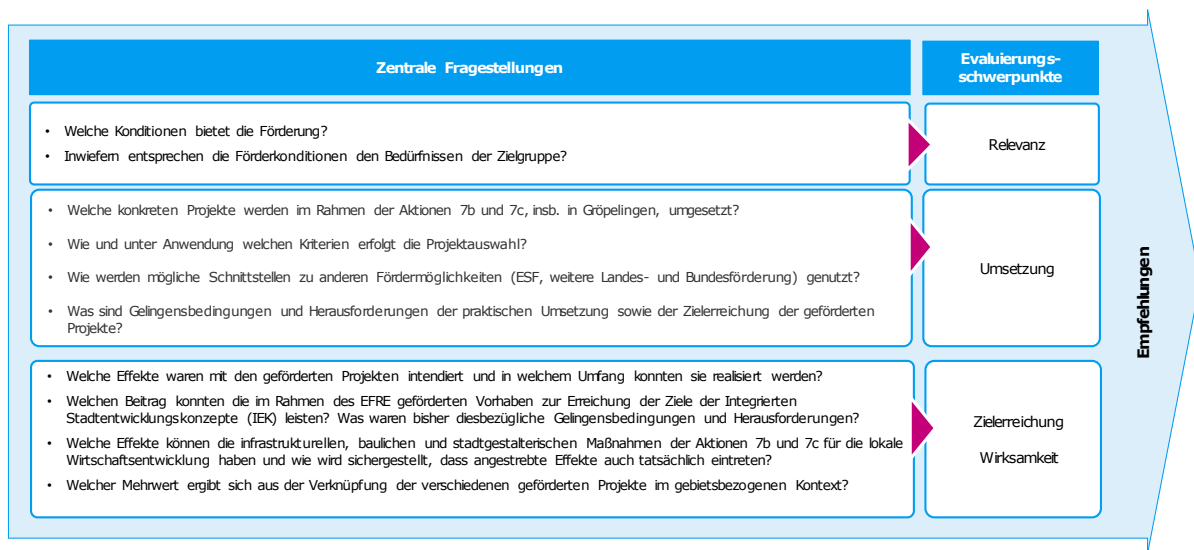 Zentrale Fragestellungen
Evaluierungs-
schwerpunkte
• Welche Konditionen bietet die Förderung?
• Inwiefern entsprechen die Förderkonditionen den Bedürfnissen der Zielgruppe?
Relevanz
• Welche konkreten Projekte werden im Rahmen der Aktionen 7b und 7c, insb. in Gröpelingen, umgesetzt?
• Wie und unter Anwendung welchen Kriterien erfolgt die Projektauswahl?
• Wie werden mögliche Schnittstellen zu anderen Fördermöglichkeiten (ESF, weitere Landes- und Bundesförderung) genutzt?
• Was sind Gelingensbedingungen und Herausforderungen der praktischen Umsetzung sowie der Zielerreichung der geförderten
Projekte?
Umsetzung
• Welche Effekte waren mit den geförderten Projekten intendiert und in welchem Umfang konnten sie realisiert werden?
• Welchen Beitrag konnten die im Rahmen des EFRE geförderten Vorhaben zur Erreichung der Ziele der Integrierten
Stadtentwicklungskonzepte (IEK) leisten? Was waren bisher diesbezügliche Gelingensbedingungen und Herausforderungen?
• Welche Effekte können die infrastrukturellen, baulichen und stadtgestalterischen Maßnahmen der Aktionen 7b und 7c für die lokale
Wirtschaftsentwicklung haben und wie wird sichergestellt, dass angestrebte Effekte auch tatsächlich eintreten?
• Welcher Mehrwert ergibt sich aus der Verknüpfung der verschiedenen geförderten Projekte im gebietsbezogenen Kontext?
Zielerreichung
Wirksamkeit
Empfehlungen